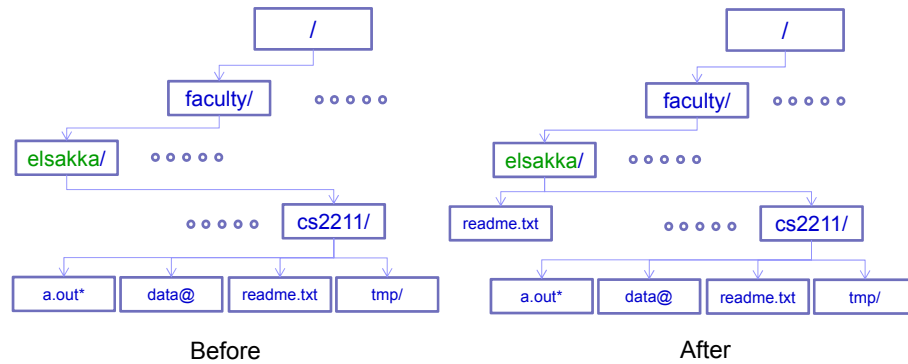 /
faculty/
elsakka/
cs2211/
a.out*
data@
readme.txt
tmp/
Before
/
faculty/
elsakka/
readme.txt
cs2211/
a.out*
data@
readme.txt
tmp/
After